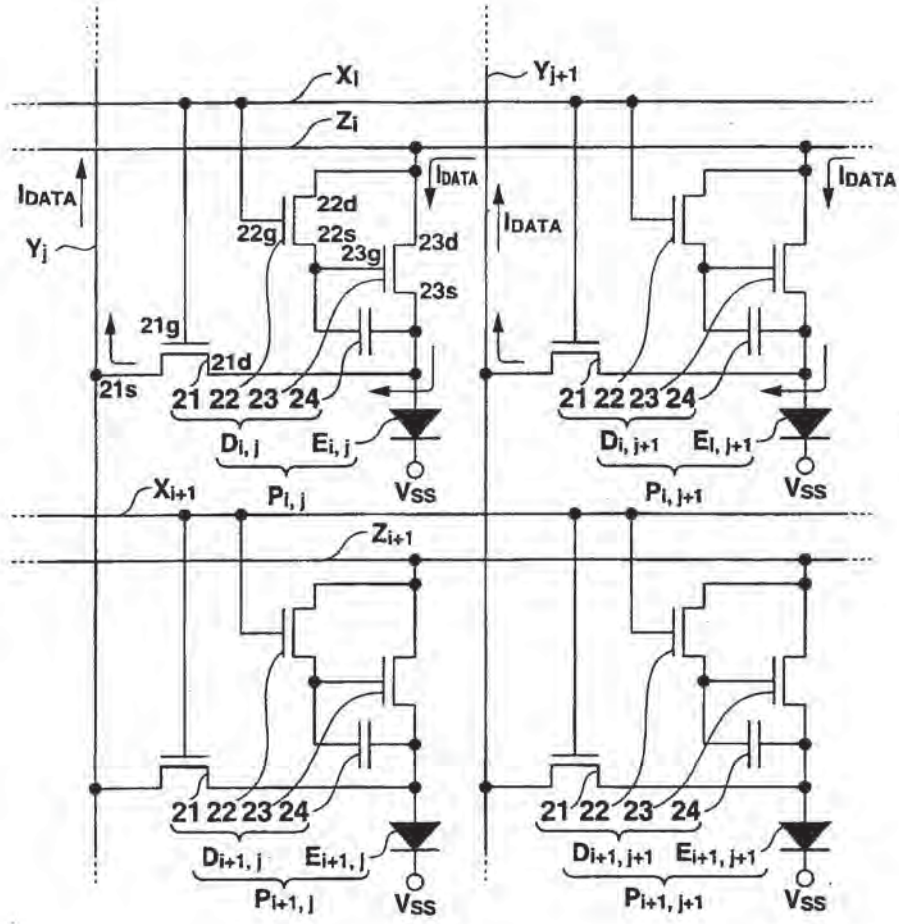 Xi Yj+1
Zi
IDATA IDATA IDATA IDATA
22d
22g 22s 23g 23d
Yj
23s
21g
21s 21d
21 22 23 24 21 22 23 24
Di, j Ei, j Di, j+1 Ei, j+1
Pi, j VSS Pi, j+1 VSS
Xi+1
Zi+1
21 22 23 24 21 22 23 24
Di+1, j Ei+1, j Di+1, j+1 Ei+1, j+1
Pi+1, j VSS Pi+1, j+1 VSS